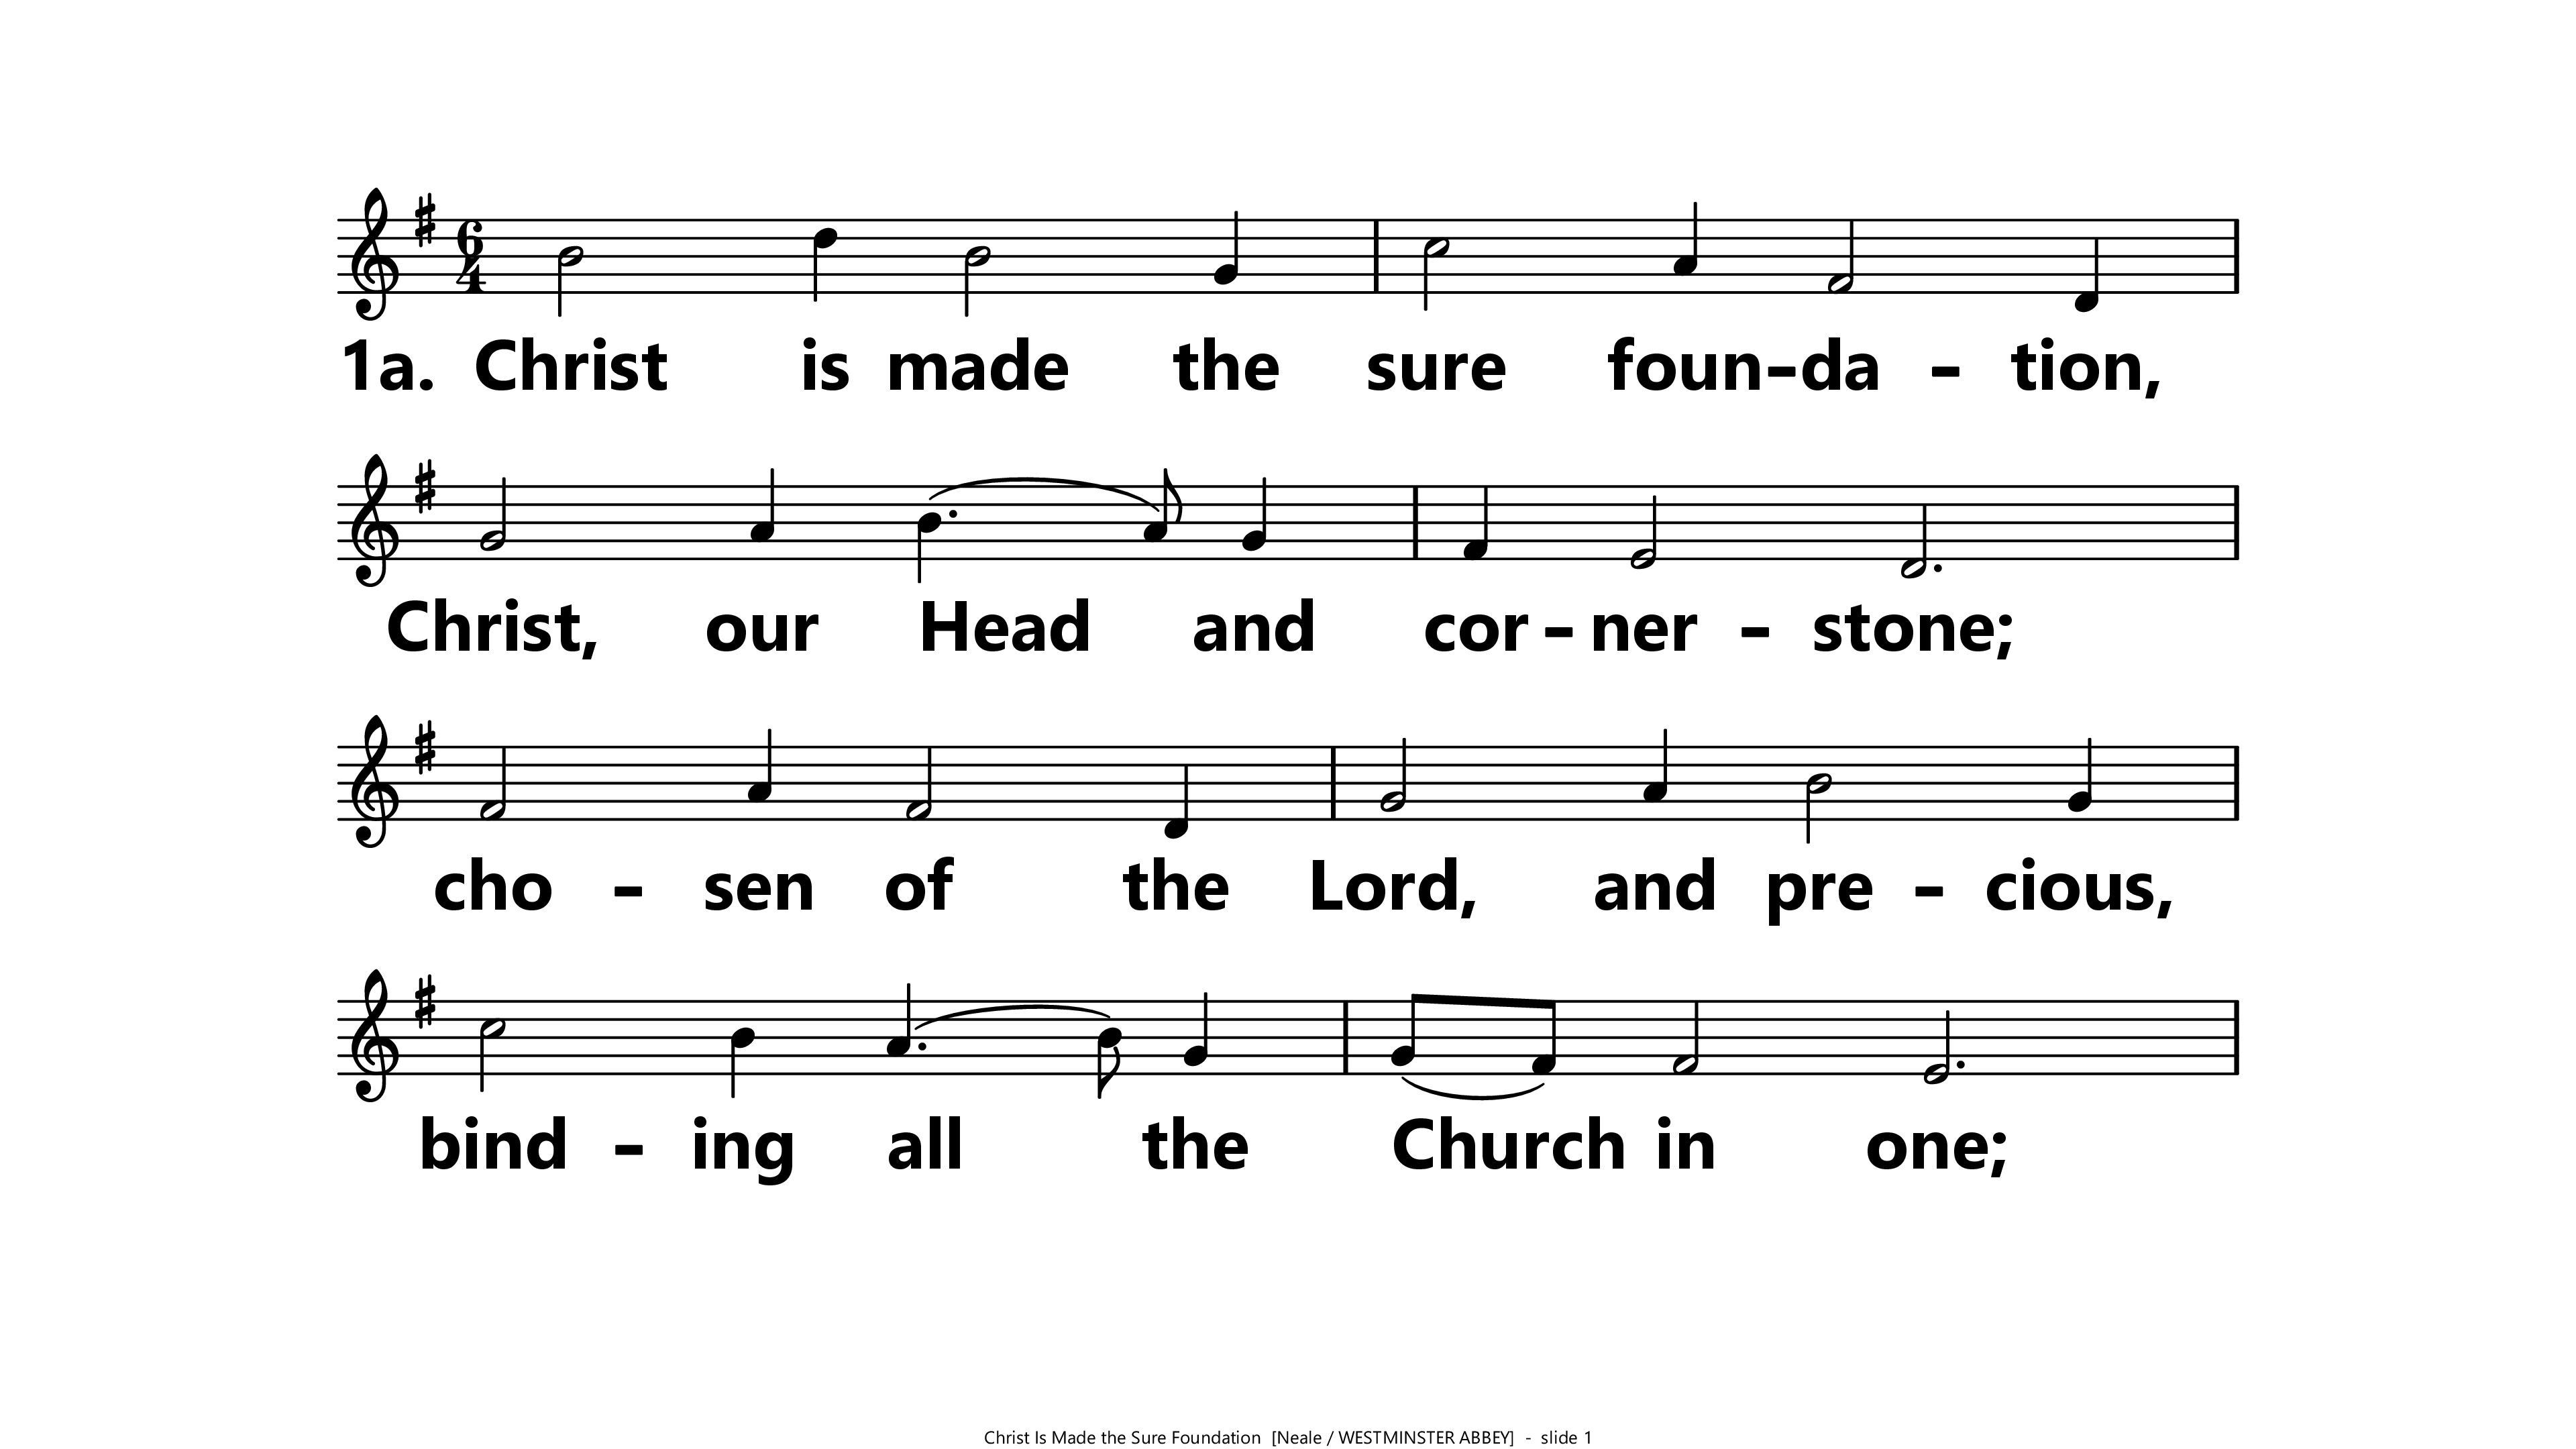 6
4
1a. Christ is made the sure foun-da - tion,
Christ, our Head and cor - ner - stone;
cho - sen of the Lord, and pre - cious,
bind - ing all the Church in one;
Christ Is Made the Sure Foundation [Neale / WESTMINSTER ABBEY] - slide 1